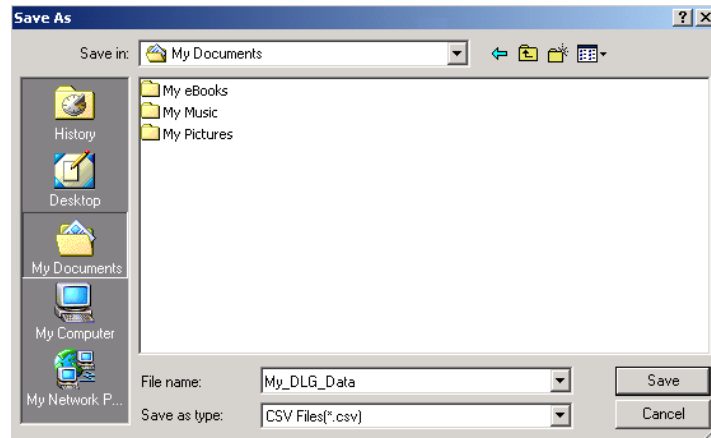 Save As
Save in: My Documents
My eBooks
My Music
My Pictures
History
Desktop
My Documents
My Computer
My Network P...
File name: My_DLG_Data
Save
Save as type: CSV Files(*.csv)
Cancel